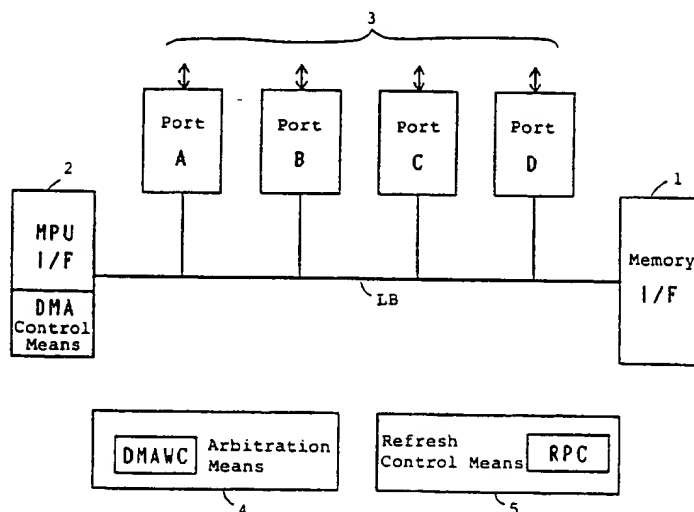 3
Port
A
Port
B
Port
C
Port
D
2
MPU
I/F
DMA
Control
Means
1
Memory
I/F
LB
DMAWC
Arbitration
Means
4
Refresh
Control Means
RPC
5